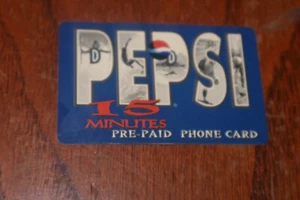 PEPSI
15
MINUTES
PRE-PAID PHONE CARD